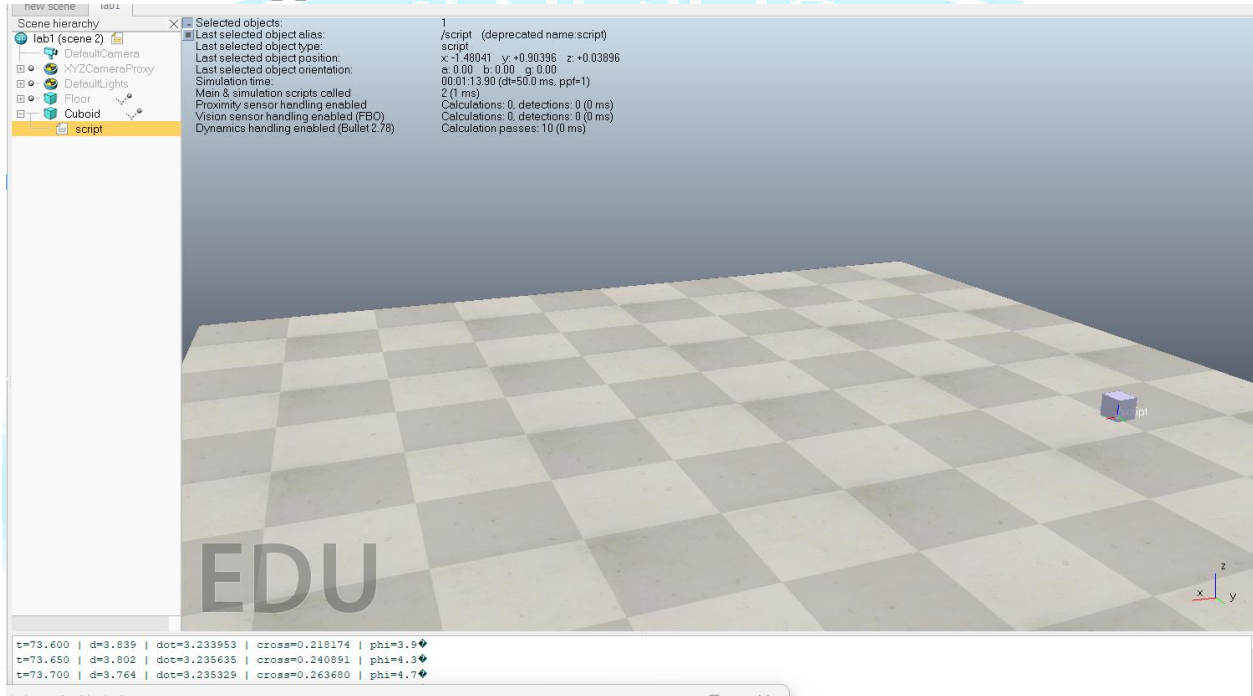 new scene lab1
Scene hierarchy
lab1 (scene 2)
DefaultCamera
XYZCameraProxy
DefaultLights
Floor
Cuboid
script
Selected objects: 1
Last selected object alias: /script (deprecated name:script)
Last selected object type: script
Last selected object position: x: -1.48041 y: +0.90396 z: +0.03896
Last selected object orientation: a: 0.00 b: 0.00 g: 0.00
Simulation time: 00:01:13.90 (dt=50.0 ms, ppf=1)
Main & simulation scripts called 2 (1 ms)
Proximity sensor handling enabled Calculations: 0, detections: 0 (0 ms)
Vision sensor handling enabled (FBO) Calculations: 0, detections: 0 (0 ms)
Dynamics handling enabled (Bullet 2.78) Calculation passes: 10 (0 ms)
/script
EDU
z
x y
t=73.600 | d=3.839 | dot=3.233953 | cross=0.218174 | phi=3.9�
t=73.650 | d=3.802 | dot=3.235635 | cross=0.240891 | phi=4.3�
t=73.700 | d=3.764 | dot=3.235329 | cross=0.263680 | phi=4.7�